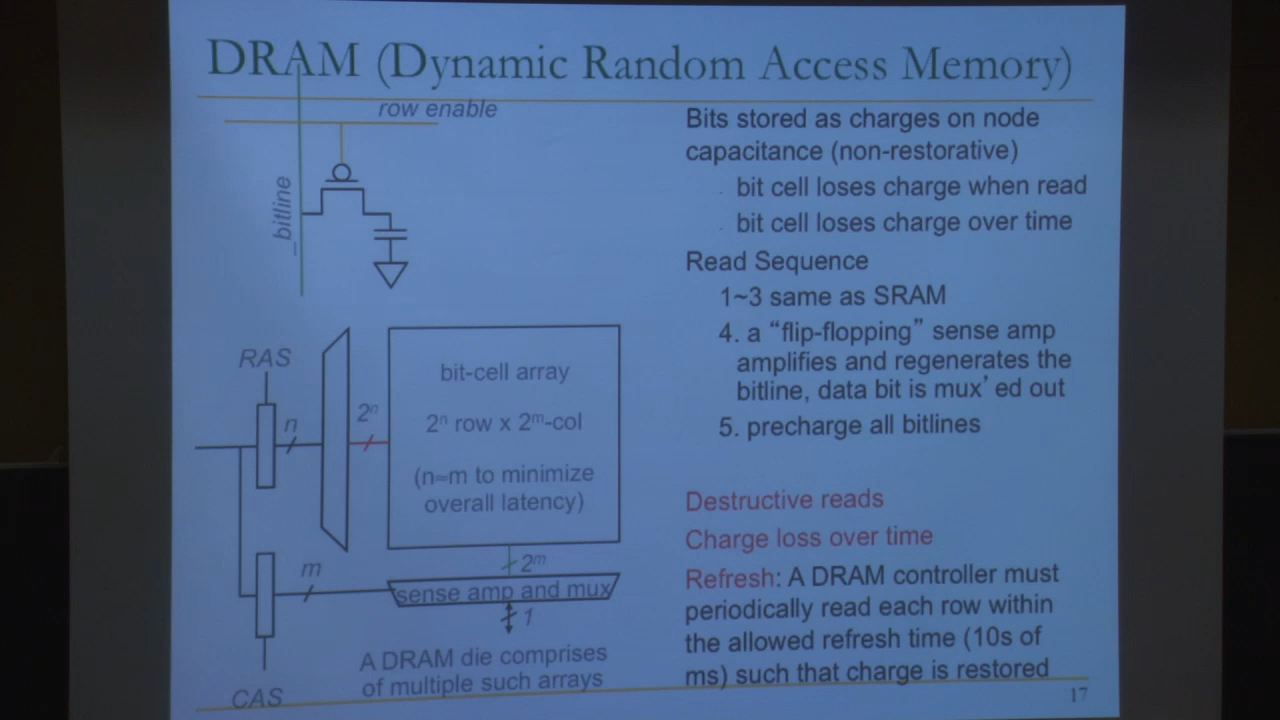 DRAM (Dynamic Random Access Memory)
row enable
_bitline
RAS
n
2ⁿ
bit-cell array
2ⁿ row x 2ᵐ-col
(n≈m to minimize
overall latency)
m
2ᵐ
sense amp and mux
1
A DRAM die comprises
of multiple such arrays
CAS
Bits stored as charges on node
capacitance (non-restorative)
bit cell loses charge when read
bit cell loses charge over time
Read Sequence
1~3 same as SRAM
4. a “flip-flopping” sense amp
amplifies and regenerates the
bitline, data bit is mux’ed out
5. precharge all bitlines
Destructive reads
Charge loss over time
Refresh: A DRAM controller must
periodically read each row within
the allowed refresh time (10s of
ms) such that charge is restored
17